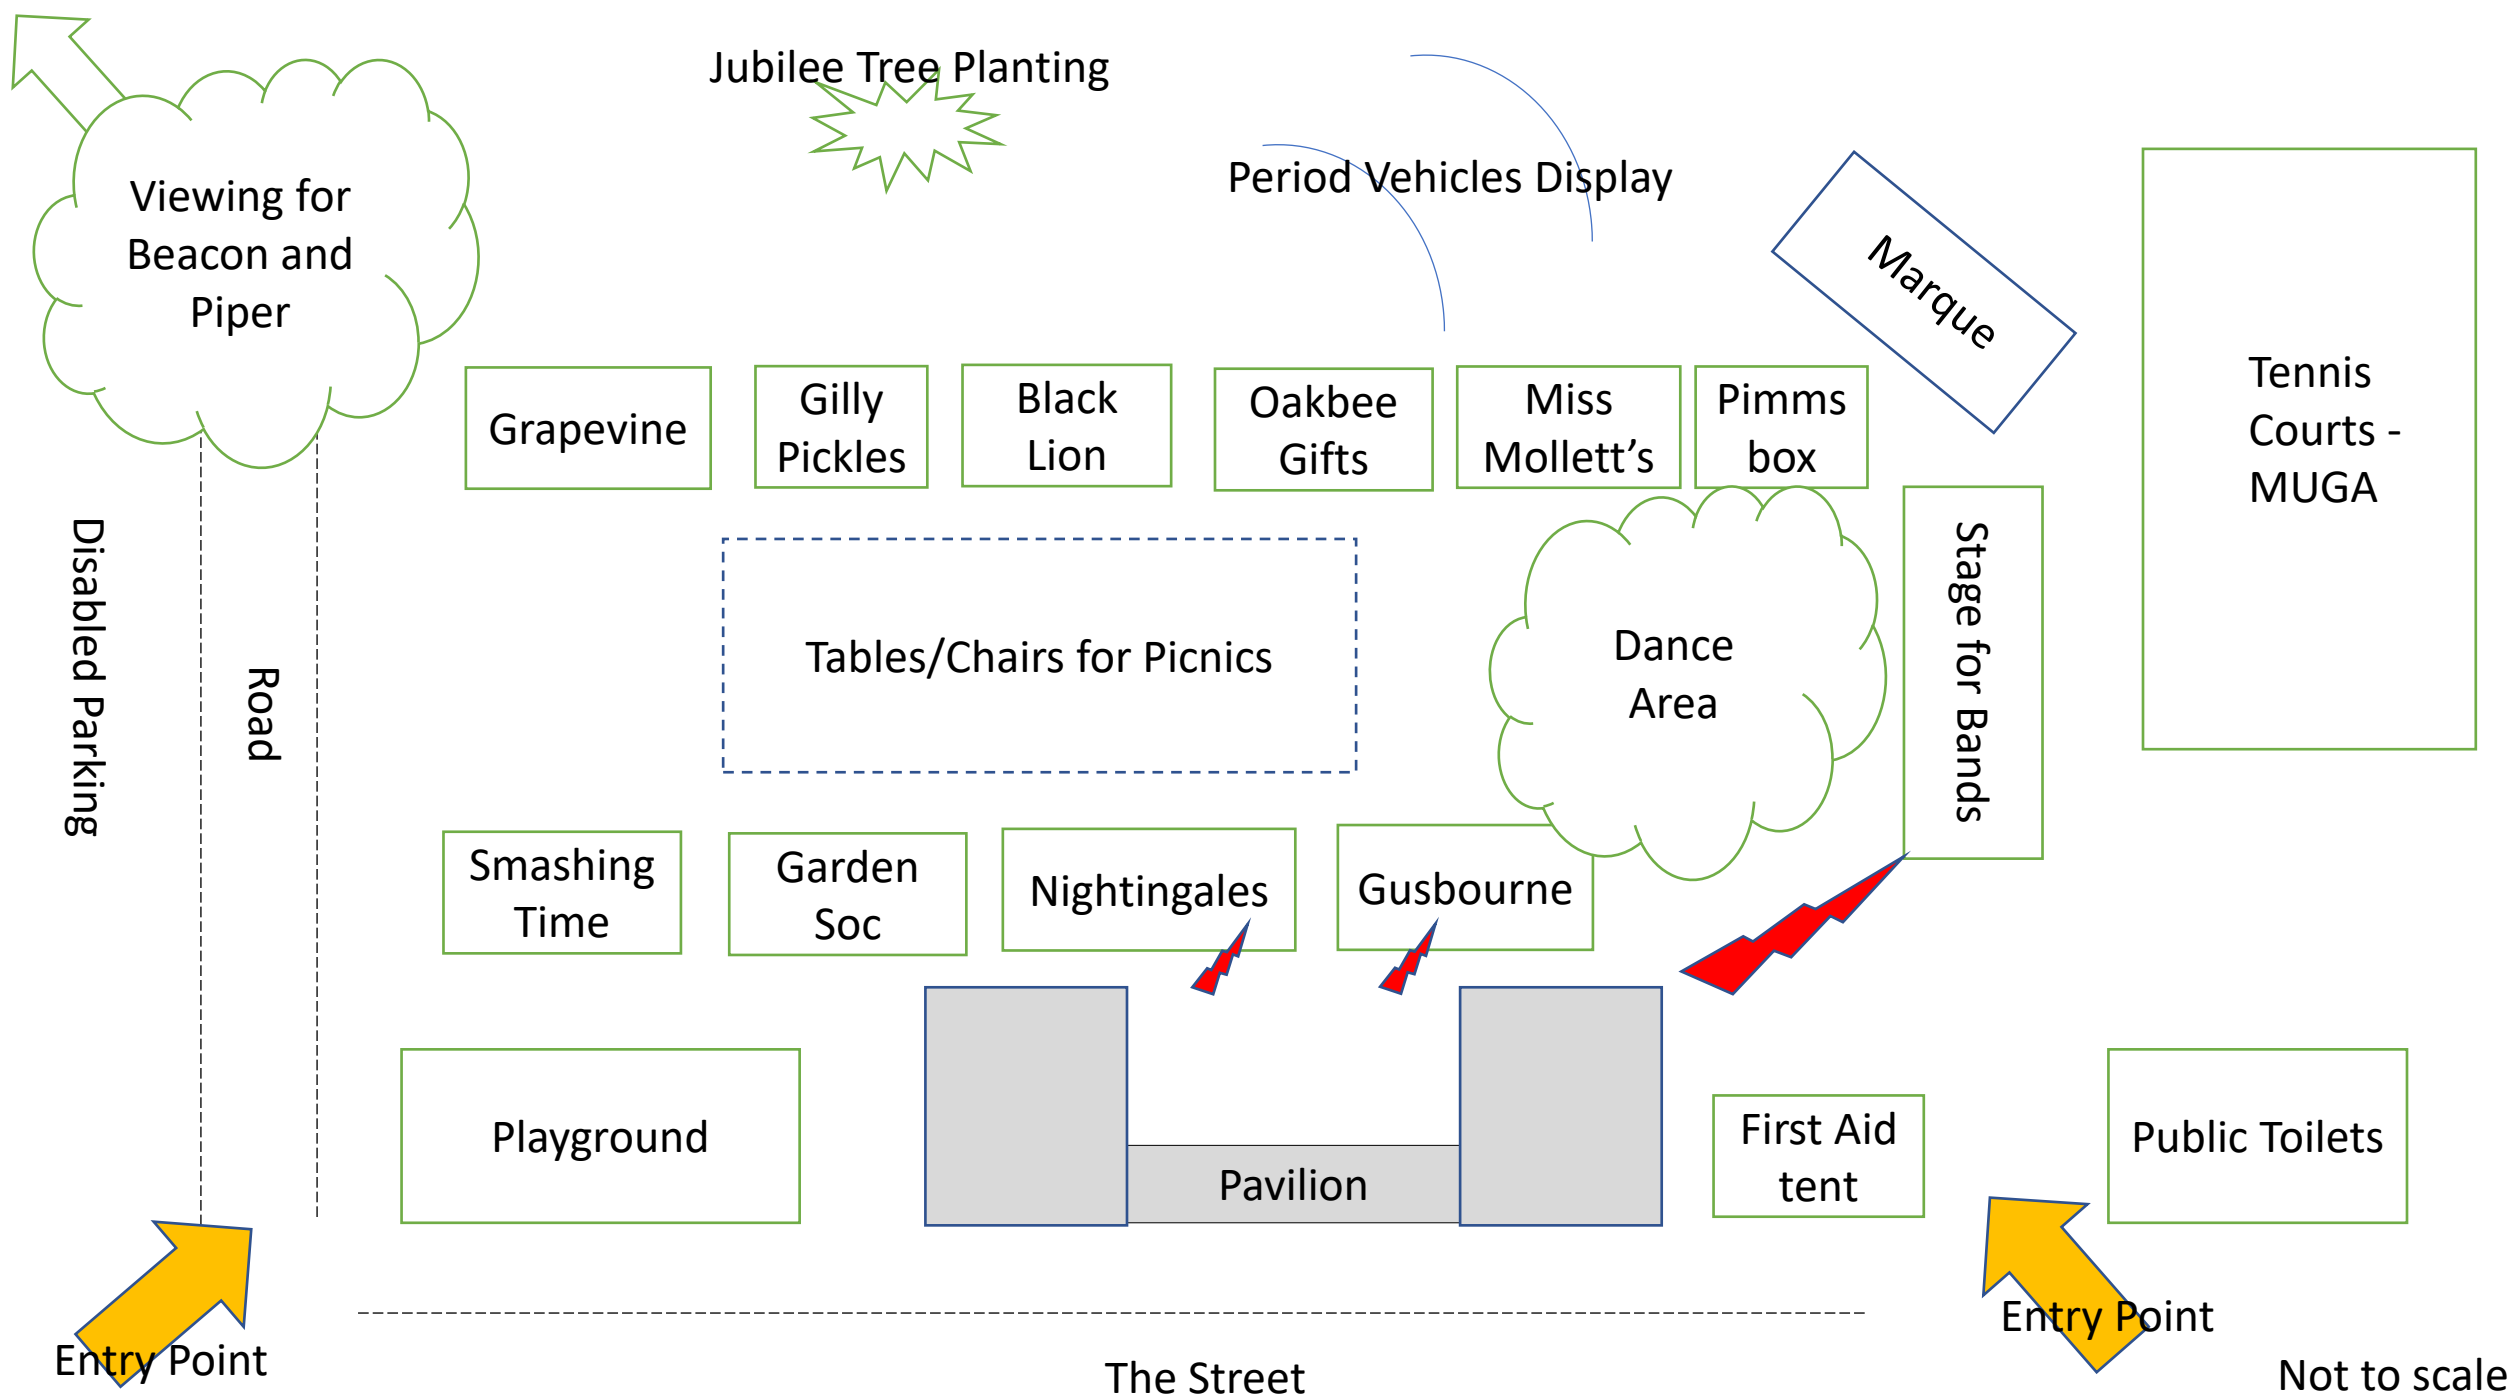 Jubilee Tree Planting
Viewing for
Beacon and
Piper
Period Vehicles Display
Marque
Tennis
Courts -
MUGA
Grapevine
Gilly
Pickles
Black
Lion
Oakbee
Gifts
Miss
Mollett’s
Pimms
box
Disabled Parking
Road
Tables/Chairs for Picnics
Dance
Area
Stage for Bands
Smashing
Time
Garden
Soc
Nightingales
Gusbourne
Playground
Pavilion
First Aid
tent
Public Toilets
Entry Point
The Street
Entry Point
Not to scale